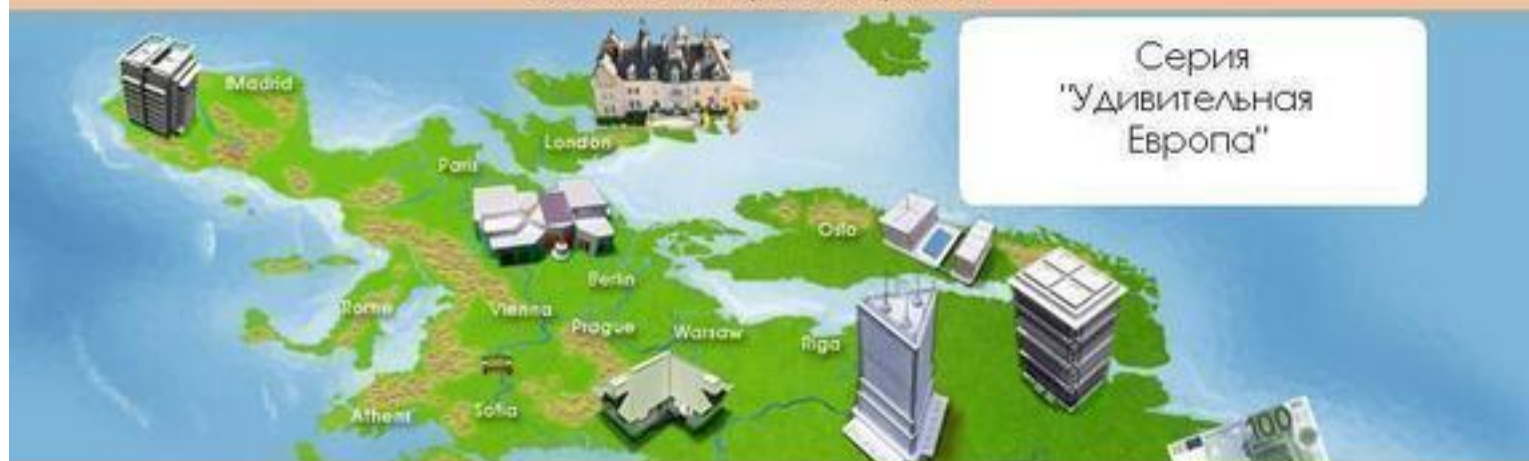 Серия
"Удивительная
Европа"
Madrid
London
Paris
Oslo
Berlin
Rome
Vienna
Prague
Warsaw
Riga
Athens
Sofia
100